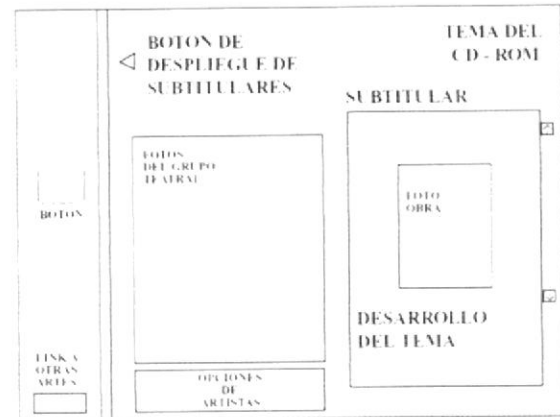 BOTON DE
DESPLIEGUE DE
SUBTITULARES
TEMA DEL
CD - ROM
SUBTITULAR
FOTOS
DEL GRUPO
TEATRAL
FOTO
OBRA
BOTON
DESARROLLO
DEL TEMA
LINK A
OTRAS
ARTES
OPCIONES
DE
ARTISTAS